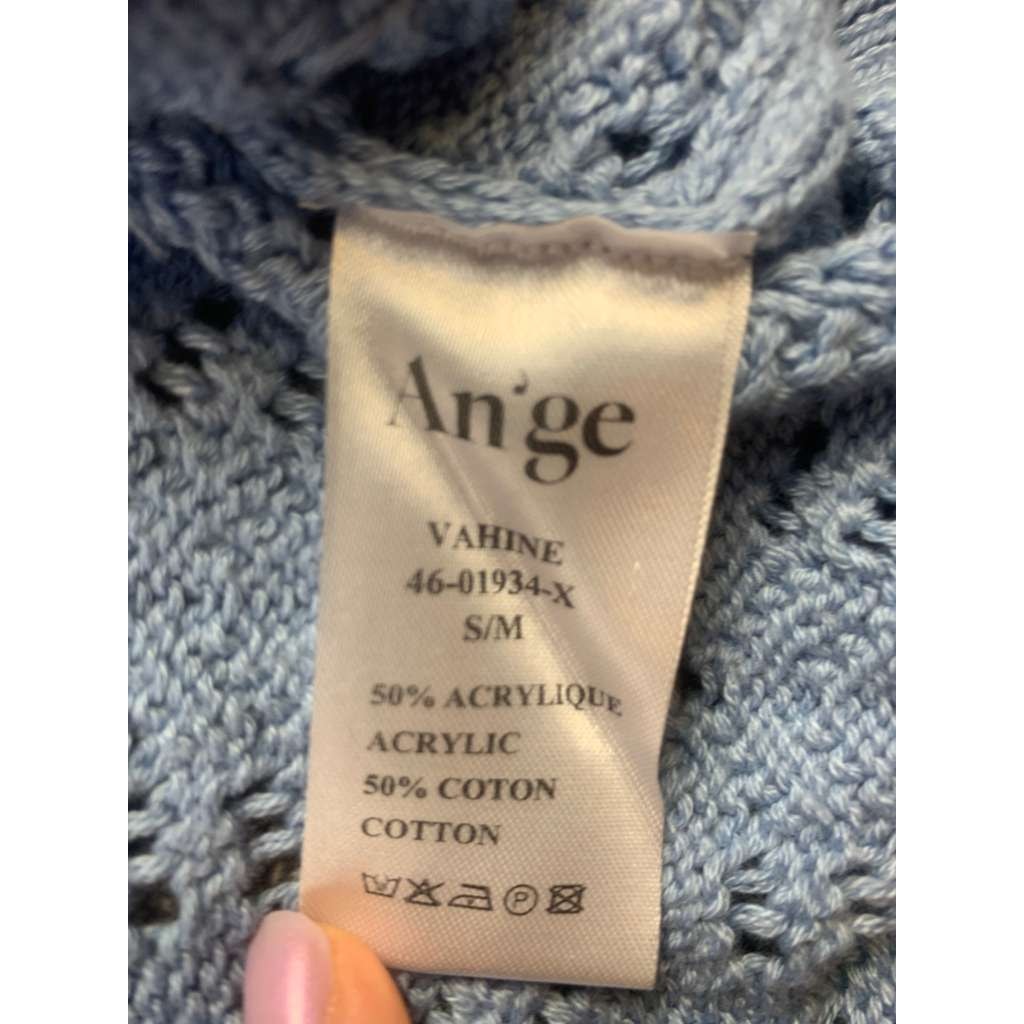 An'ge
VAHINE
46-01934-X
S/M
50% ACRYLIQUE
ACRYLIC
50% COTON
COTTON
P